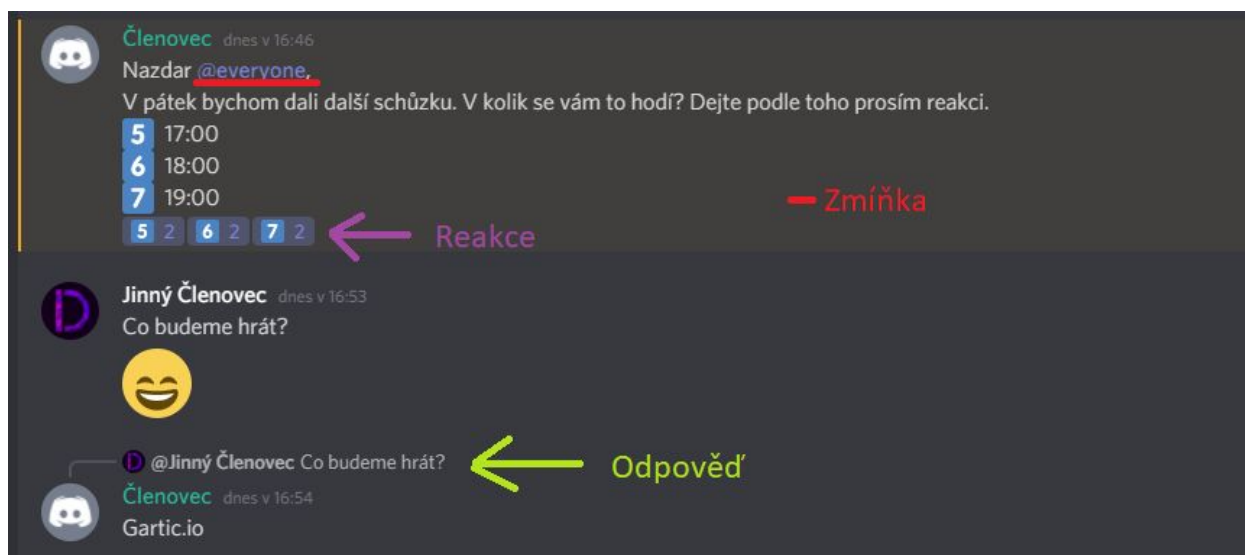 Členovec dnes v 16:46
Nazdar @everyone,
V pátek bychom dali další schůzku. V kolik se vám to hodí? Dejte podle toho prosím reakci.
5 17:00
6 18:00
7 19:00
Zmíňka
5 2 6 2 7 2
Reakce
Jinný Členovec dnes v 16:53
Co budeme hrát?
@Jinný Členovec Co budeme hrát?
Odpověď
Členovec dnes v 16:54
Gartic.io